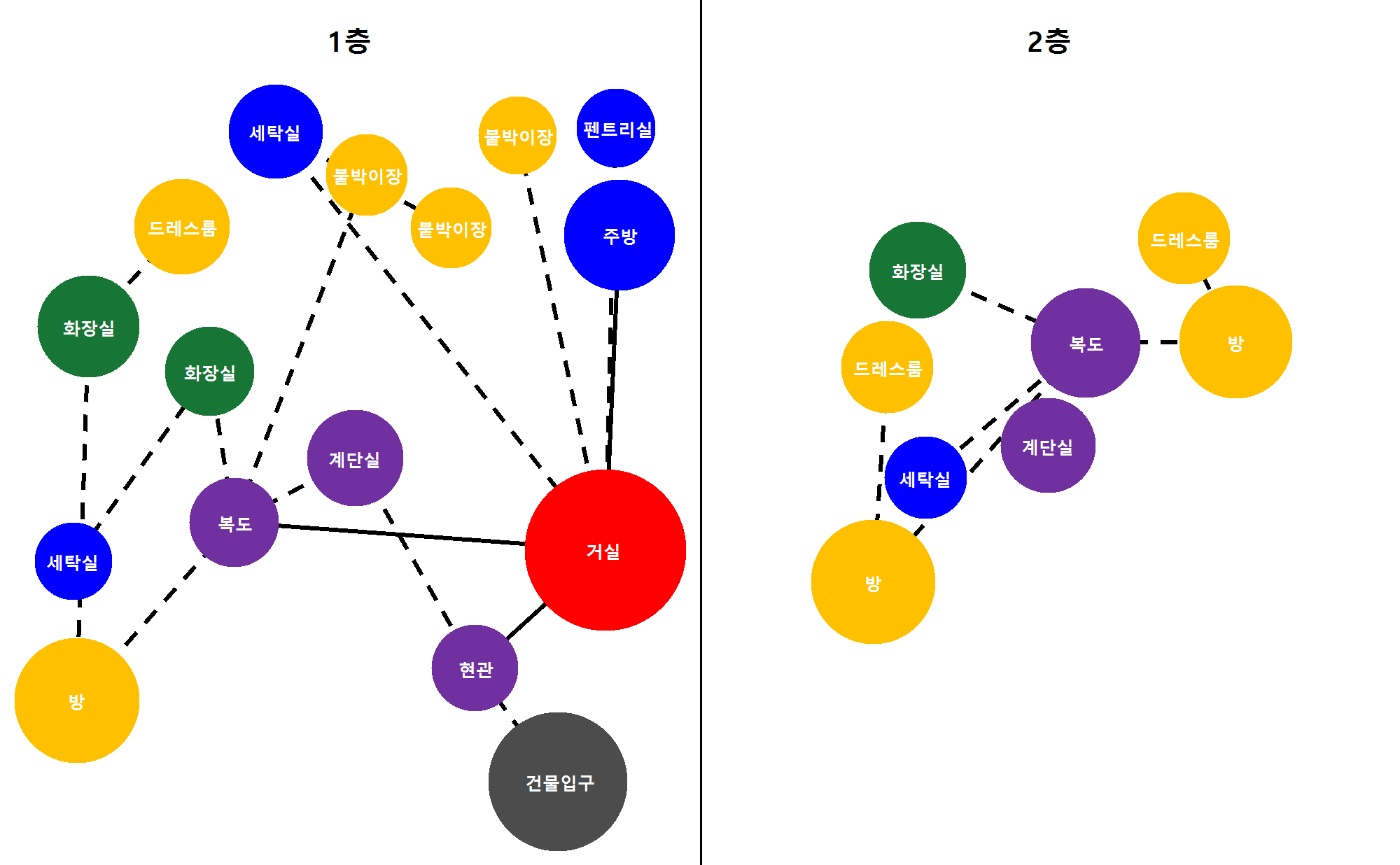 1층
세탁실
붙박이장
붙박이장
붙박이장
펜트리실
주방
드레스룸
화장실
화장실
계단실
복도
거실
세탁실
방
현관
건물입구
2층
드레스룸
화장실
복도
방
드레스룸
계단실
세탁실
방